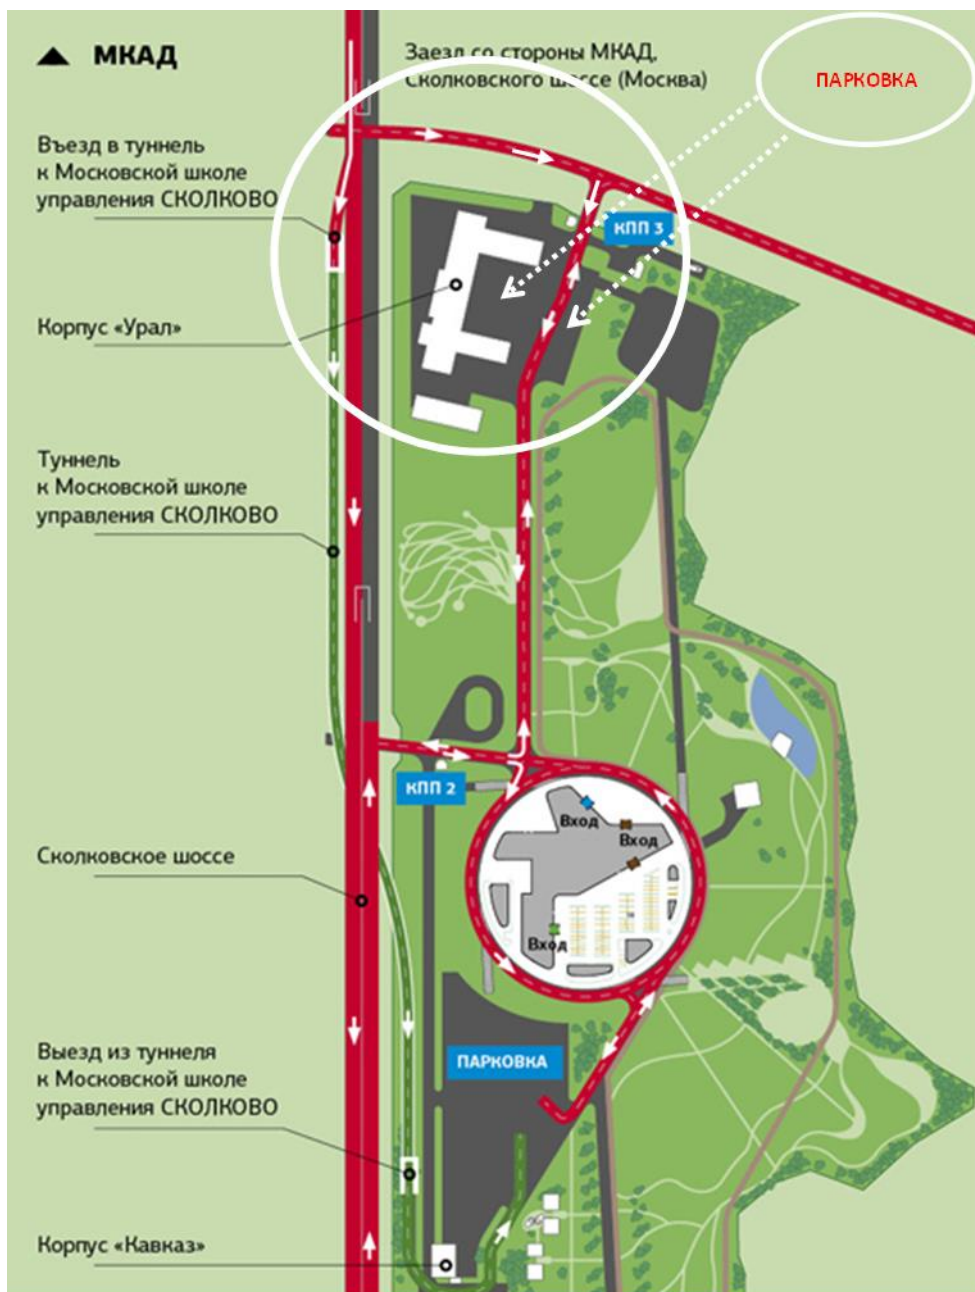 МКАД
Заезд со стороны МКАД,
Сколковского шоссе (Москва)
ПАРКОВКА
Въезд в туннель
к Московской школе
управления СКОЛКОВО
КПП 3
Корпус «Урал»
Туннель
к Московской школе
управления СКОЛКОВО
КПП 2
Вход
Вход
Сколковское шоссе
Вход
Выезд из туннеля
к Московской школе
управления СКОЛКОВО
ПАРКОВКА
Корпус «Кавказ»